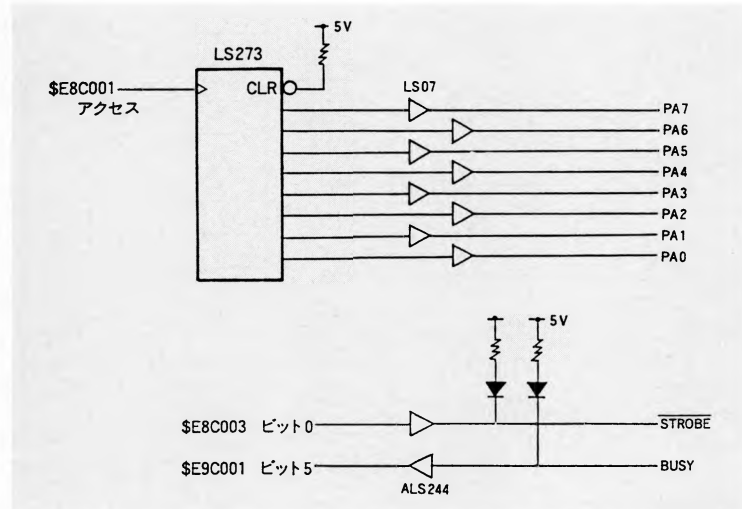 5V
LS273
$E8C001
アクセス
CLR
LS07
PA7
PA6
PA5
PA4
PA3
PA2
PA1
PA0
5V
$E8C003 ビット0
STROBE
$E9C001 ビット5
BUSY
ALS244